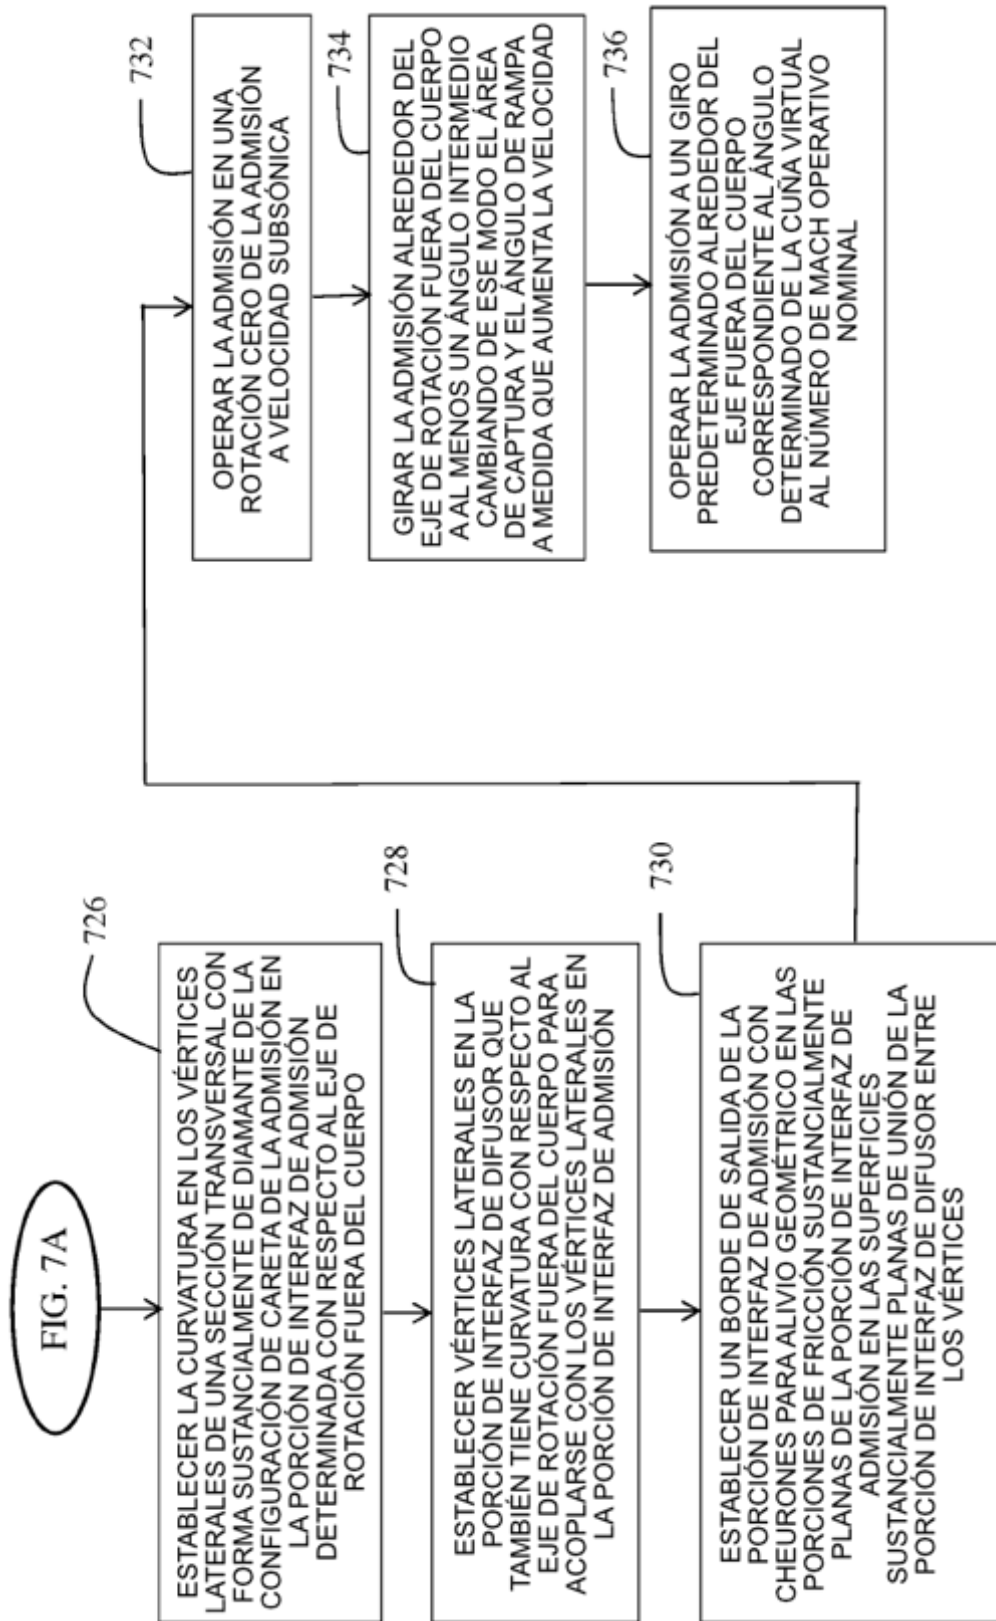 FIG. 7A
726
ESTABLECER LA CURVATURA EN LOS VÉRTICES
LATERALES DE UNA SECCIÓN TRANSVERSAL CON
FORMA SUSTANCIALMENTE DE DIAMANTE DE LA
CONFIGURACIÓN DE CARETA DE LA ADMISIÓN EN
LA PORCIÓN DE INTERFAZ DE ADMISIÓN
DETERMINADA CON RESPECTO AL EJE DE
ROTACIÓN FUERA DEL CUERPO
728
ESTABLECER VÉRTICES LATERALES EN LA
PORCIÓN DE INTERFAZ DE DIFUSOR QUE
TAMBIÉN TIENE CURVATURA CON RESPECTO AL
EJE DE ROTACIÓN FUERA DEL CUERPO PARA
ACOPLARSE CON LOS VÉRTICES LATERALES EN
LA PORCIÓN DE INTERFAZ DE ADMISIÓN
730
ESTABLECER UN BORDE DE SALIDA DE LA
PORCIÓN DE INTERFAZ DE ADMISIÓN CON
CHEURONES PARA ALIVIO GEOMÉTRICO EN LAS
PORCIONES DE FRICCIÓN SUSTANCIALMENTE
PLANAS DE LA PORCIÓN DE INTERFAZ DE
ADMISIÓN EN LAS SUPERFICIES
SUSTANCIALMENTE PLANAS DE UNIÓN DE LA
PORCIÓN DE INTERFAZ DE DIFUSOR ENTRE
LOS VÉRTICES
732
OPERAR LA ADMISIÓN EN UNA
ROTACIÓN CERO DE LA ADMISIÓN
A VELOCIDAD SUBSÓNICA
734
GIRAR LA ADMISIÓN ALREDEDOR DEL
EJE DE ROTACIÓN FUERA DEL CUERPO
A AL MENOS UN ÁNGULO INTERMEDIO
CAMBIANDO DE ESE MODO EL ÁREA
DE CAPTURA Y EL ÁNGULO DE RAMPA
A MEDIDA QUE AUMENTA LA VELOCIDAD
736
OPERAR LA ADMISIÓN A UN GIRO
PREDETERMINADO ALREDEDOR DEL
EJE FUERA DEL CUERPO
CORRESPONDIENTE AL ÁNGULO
DETERMINADO DE LA CUÑA VIRTUAL
AL NÚMERO DE MACH OPERATIVO
NOMINAL